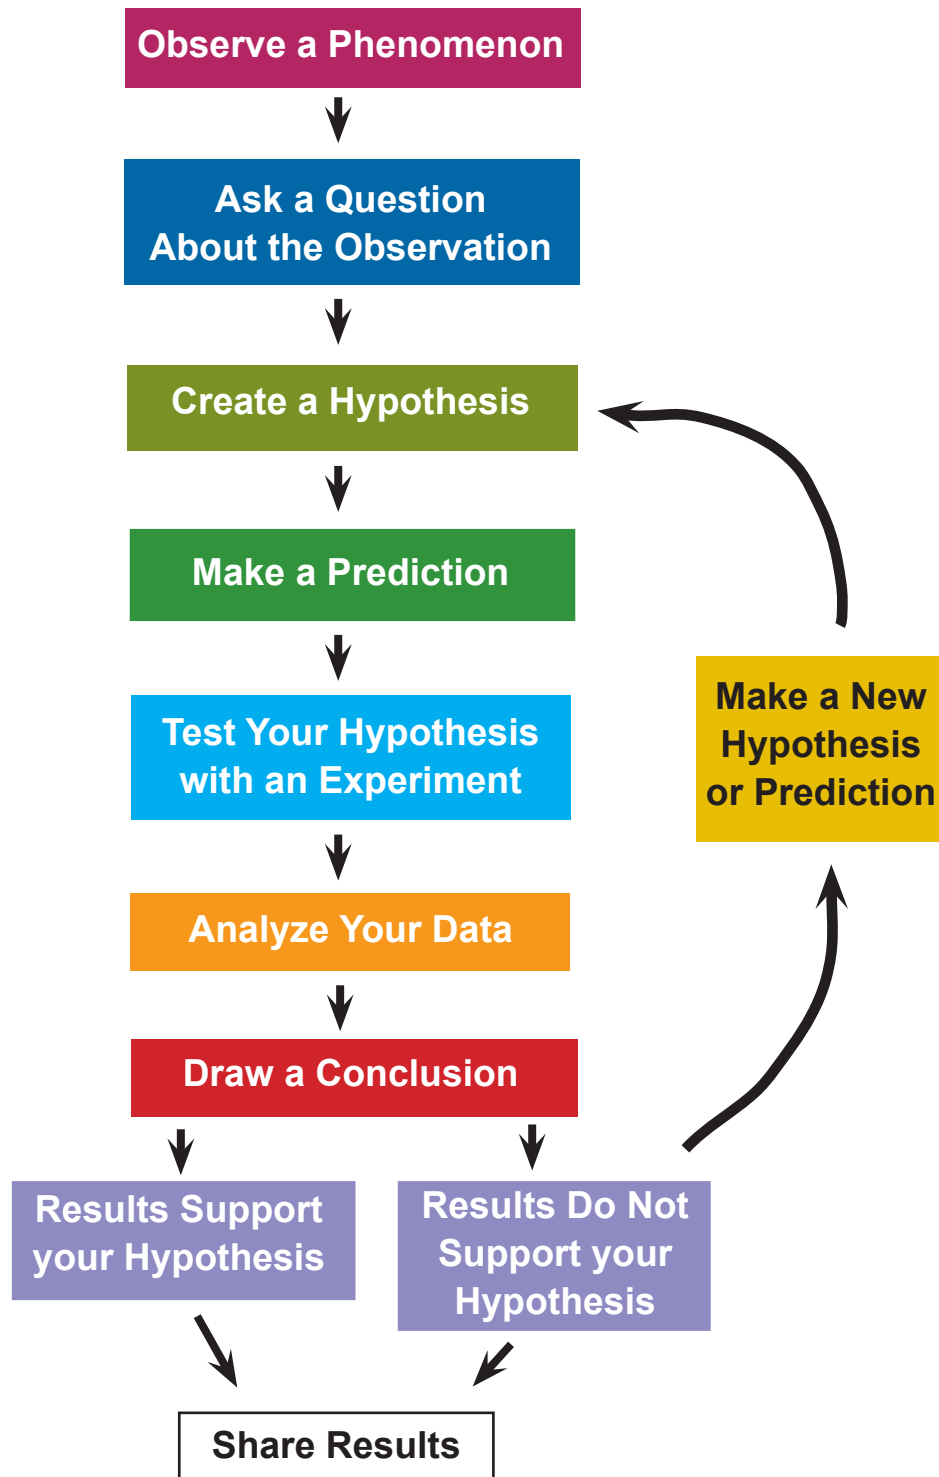 Observe a Phenomenon
Ask a Question
About the Observation
Create a Hypothesis
Make a Prediction
Test Your Hypothesis
with an Experiment
Make a New
Hypothesis
or Prediction
Analyze Your Data
Draw a Conclusion
Results Support
your Hypothesis
Results Do Not
Support your
Hypothesis
Share Results